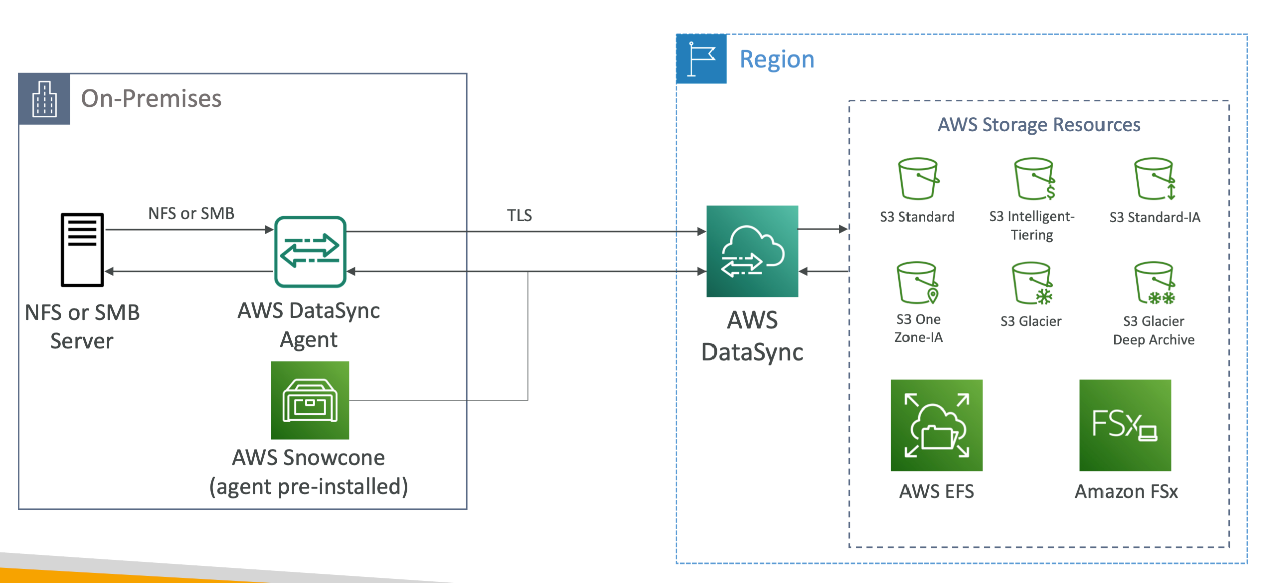 Region
On-Premises
AWS Storage Resources
S3 Standard
S3 Intelligent-
Tiering
S3 Standard-IA
NFS or SMB
TLS
NFS or SMB
Server
AWS DataSync
Agent
AWS
DataSync
S3 One
Zone-IA
S3 Glacier
S3 Glacier
Deep Archive
$
FSx
AWS Snowcone
(agent pre-installed)
AWS EFS
Amazon FSx